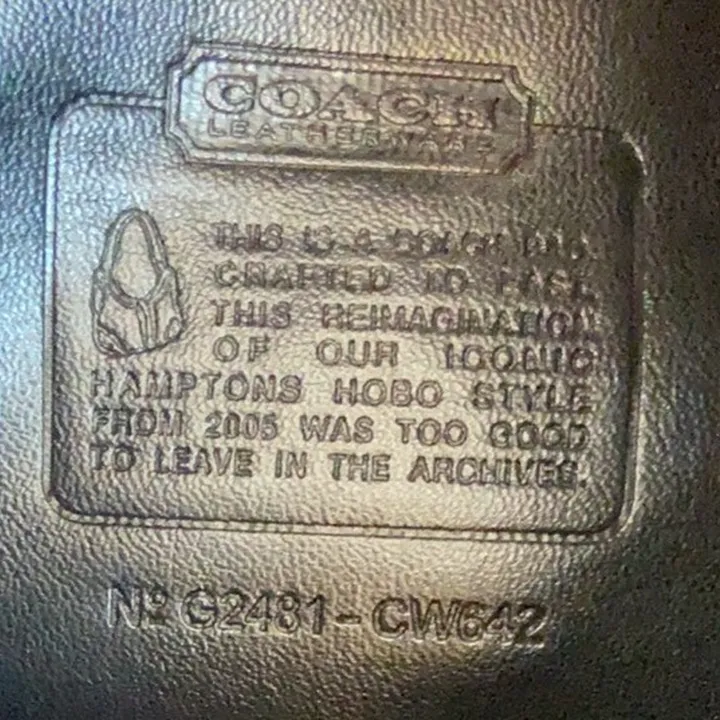 COACH
LEATHERWARE
THIS IS A COACH BAG
CRAFTED TO LAST.
THIS REIMAGINATION
OF OUR ICONIC
HAMPTONS HOBO STYLE
FROM 2005 WAS TOO GOOD
TO LEAVE IN THE ARCHIVES.
Nº G2481-CW642